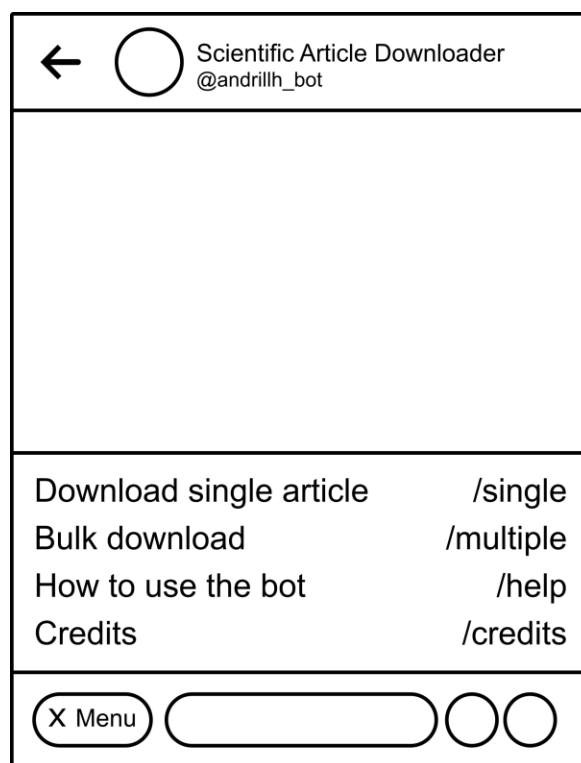 Scientific Article Downloader
@andrillh_bot
Download single article /single
Bulk download /multiple
How to use the bot /help
Credits /credits
X Menu